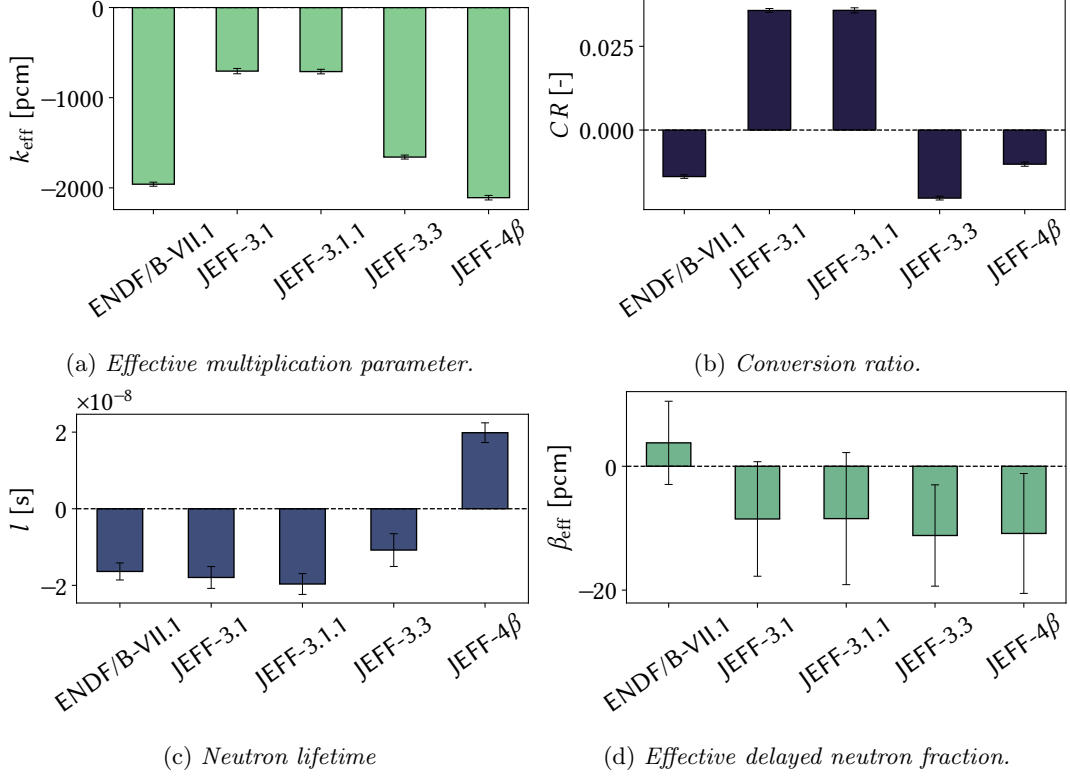 0
−1000
−2000
k_eff [pcm]
ENDF/B-VII.1
JEFF-3.1
JEFF-3.1.1
JEFF-3.3
JEFF-4β
(a) Effective multiplication parameter.
0.025
0.000
CR [-]
ENDF/B-VII.1
JEFF-3.1
JEFF-3.1.1
JEFF-3.3
JEFF-4β
(b) Conversion ratio.
×10⁻⁸
2
0
−2
l [s]
ENDF/B-VII.1
JEFF-3.1
JEFF-3.1.1
JEFF-3.3
JEFF-4β
(c) Neutron lifetime
0
−20
β_eff [pcm]
ENDF/B-VII.1
JEFF-3.1
JEFF-3.1.1
JEFF-3.3
JEFF-4β
(d) Effective delayed neutron fraction.